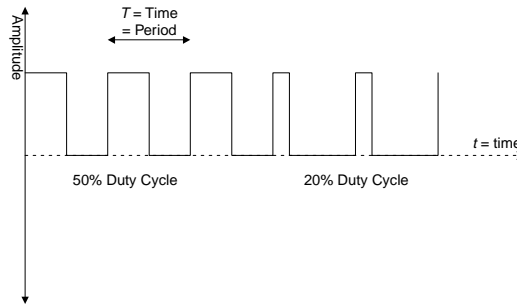 T = Time
= Period
Amplitude
t = time
50% Duty Cycle
20% Duty Cycle